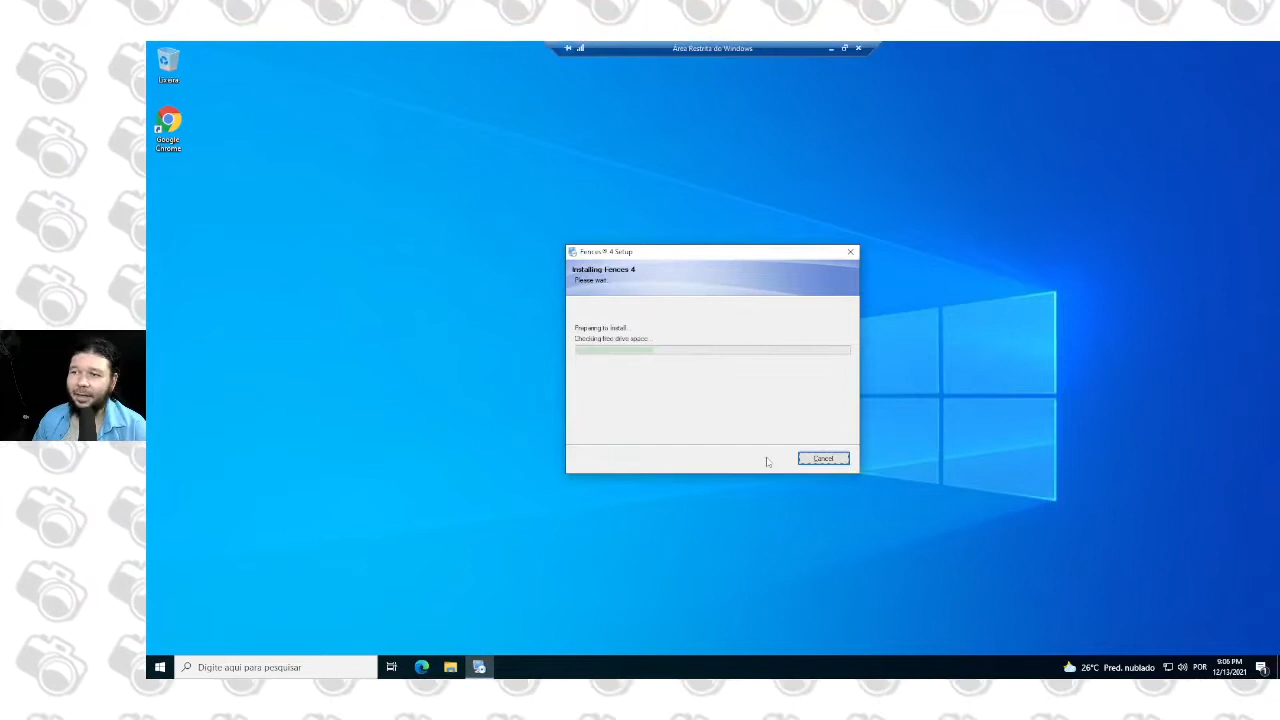 Área Restrita do Windows
Lixeira
Google
Chrome
Fences® 4 Setup
Installing Fences 4
Please wait...
Preparing to install...
Checking free drive space...
Cancel
Digite aqui para pesquisar
26°C Pred. nublado
POR
9:06 PM
12/13/2021
1